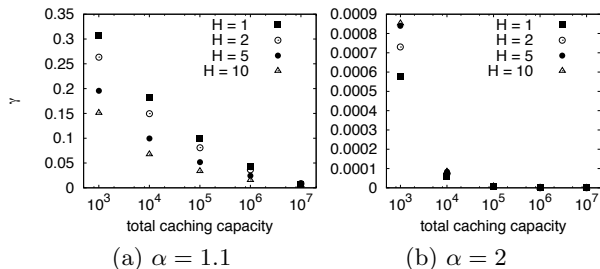 0.35
0.3
0.25
0.2
0.15
0.1
0.05
0
γ
10^3 10^4 10^5 10^6 10^7
total caching capacity
H = 1
H = 2
H = 5
H = 10
(a) α = 1.1
0.0009
0.0008
0.0007
0.0006
0.0005
0.0004
0.0003
0.0002
0.0001
0
10^3 10^4 10^5 10^6 10^7
total caching capacity
H = 1
H = 2
H = 5
H = 10
(b) α = 2